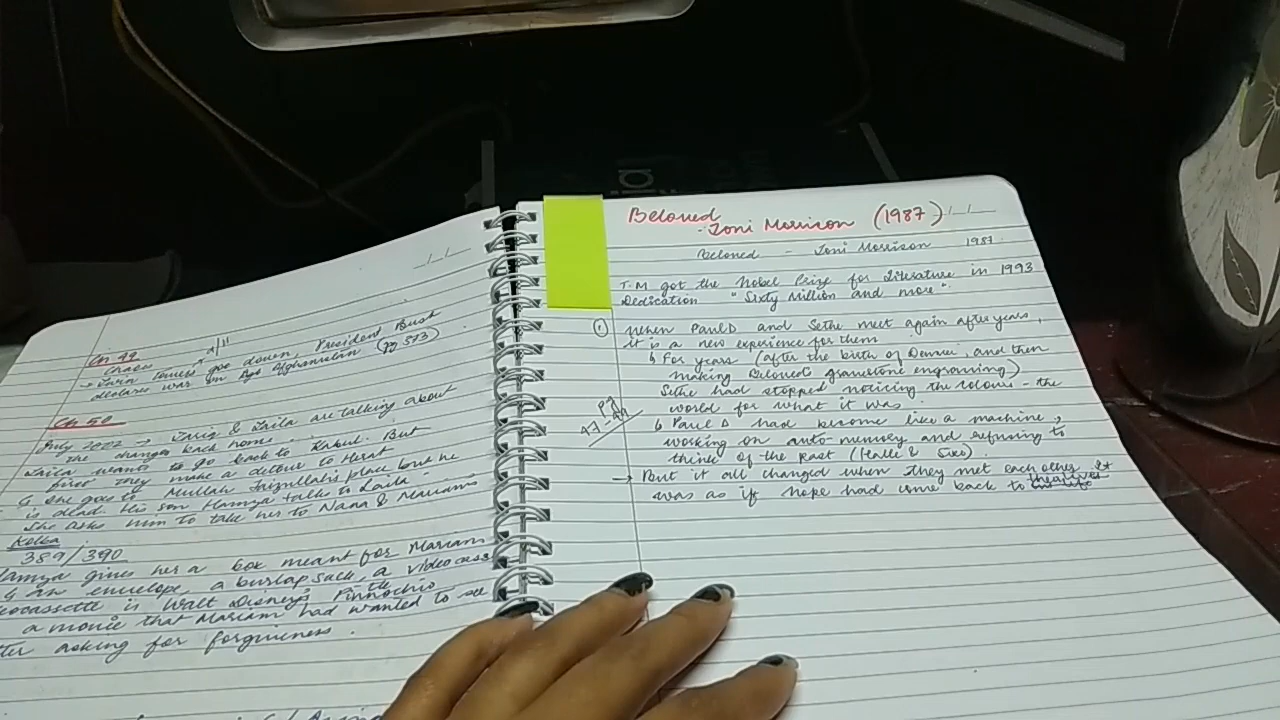 Ch 49
Chaos 9/11
→ Twin Towers go down, President Bush
declares war on Afghanistan (pg 373)
Ch 50
July 2002 → Tariq & Laila are talking about
the changes back home.
Laila wants to go back to Kabul. But
first they make a detour to Herat
↳ she goes to Mullah Faizullah's place but he
is dead. His son Hamza talks to Laila
She asks him to take her to Nana & Mariam's
Kolba
389/390
Hamza gives her a box meant for Mariam
↳ an envelope, a burlap sack, a videocass
cassette is Walt Disney's Pinnochio
a movie that Mariam had wanted to see
asking for forgiveness.
Beloved
- Toni Morrison (1987)
Beloved - Toni Morrison 1987
T.M got the Nobel Prize for Literature in 1993
Dedication "Sixty Million and more"
① When Paul D and Sethe meet again after years,
it is a new experience for them
↳ For years (after the birth of Denver, and then
making Beloved's gravestone engraving)
Sethe had stopped noticing the colours - the
world for what it was.
pg
47-49
↳ Paul D had become like a machine,
working on auto-memory and refusing to
think of the past (Halle & Sixo).
→ But it all changed when they met each other. It
was as if hope had come back to their life